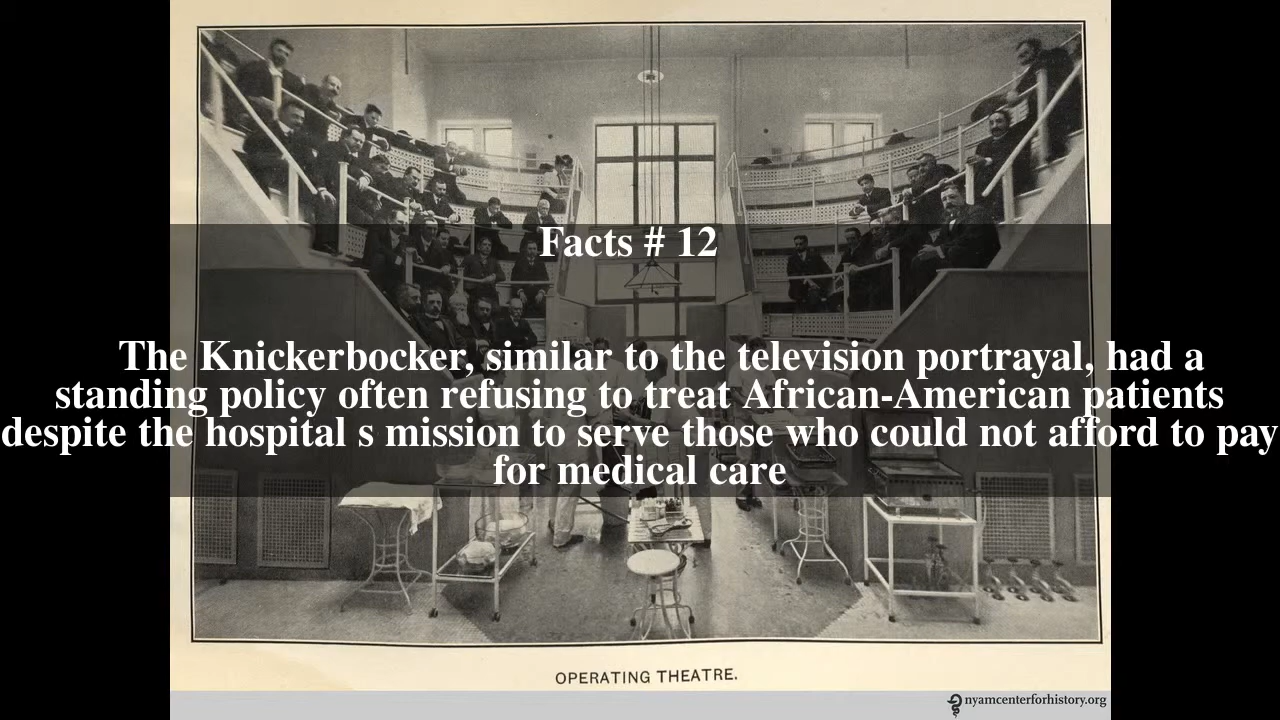 Facts # 12
The Knickerbocker, similar to the television portrayal, had a
standing policy often refusing to treat African-American patients
despite the hospital s mission to serve those who could not afford to pay
for medical care
OPERATING THEATRE.
nyamcenterforhistory.org